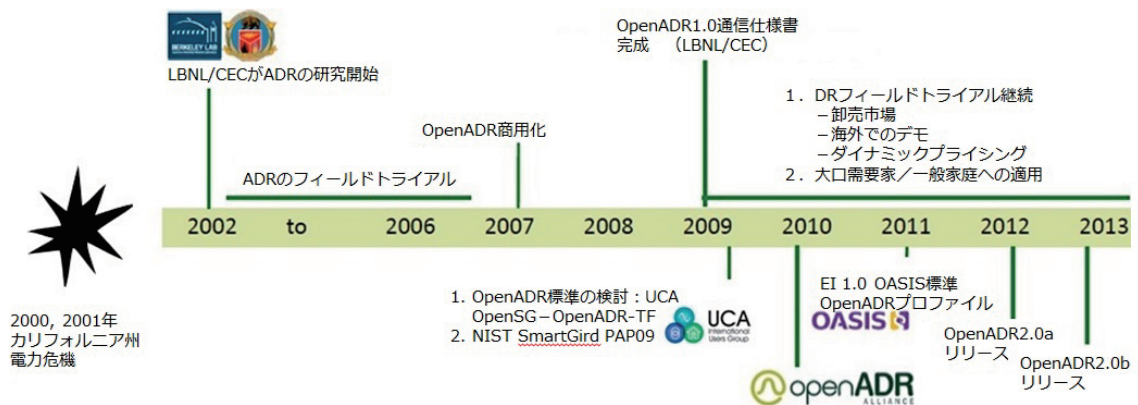 BERKELEY LAB
LBNL/CECがADRの研究開始
OpenADR1.0通信仕様書
完成　（LBNL/CEC）
OpenADR商用化
ADRのフィールドトライアル
1．DRフィールドトライアル継続
－卸売市場
－海外でのデモ
－ダイナミックプライシング
2．大口需要家／一般家庭への適用
2002 to 2006 2007 2008 2009 2010 2011 2012 2013
2000, 2001年
カリフォルニア州
電力危機
1. OpenADR標準の検討：UCA
OpenSG－OpenADR-TF
2. NIST SmartGird PAP09
UCA
International
Users Group
openADR
ALLIANCE
EI 1.0 OASIS標準
OpenADRプロファイル
OASIS
OpenADR2.0a
リリース
OpenADR2.0b
リリース